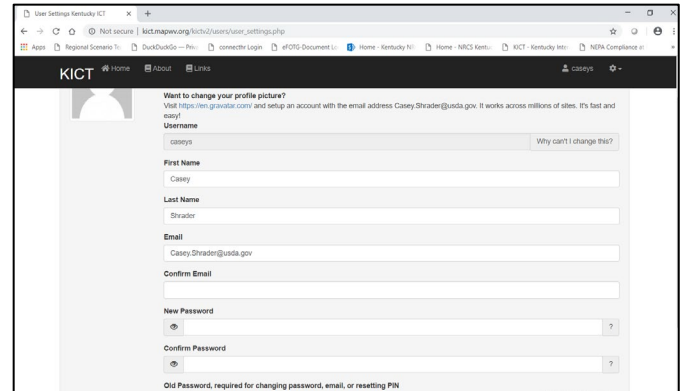 User Settings Kentucky ICT
Not secure | kict.mapwv.org/kictv2/users/user_settings.php
Apps Regional Scenario DuckDuckGo — Priva connecthr Login eFOTG-Document Lo Home - Kentucky Home - NRCS Kentu KICT - Kentucky Inter NEPA Compliance
KICT Home About Links caseys
Want to change your profile picture?
Visit https://en.gravatar.com/ and setup an account with the email address Casey.Shrader@usda.gov. It works across millions of sites. It's fast and
easy!
Username
caseys Why can't I change this?
First Name
Casey
Last Name
Shrader
Email
Casey.Shrader@usda.gov
Confirm Email
New Password
?
Confirm Password
?
Old Password, required for changing password, email, or resetting PIN